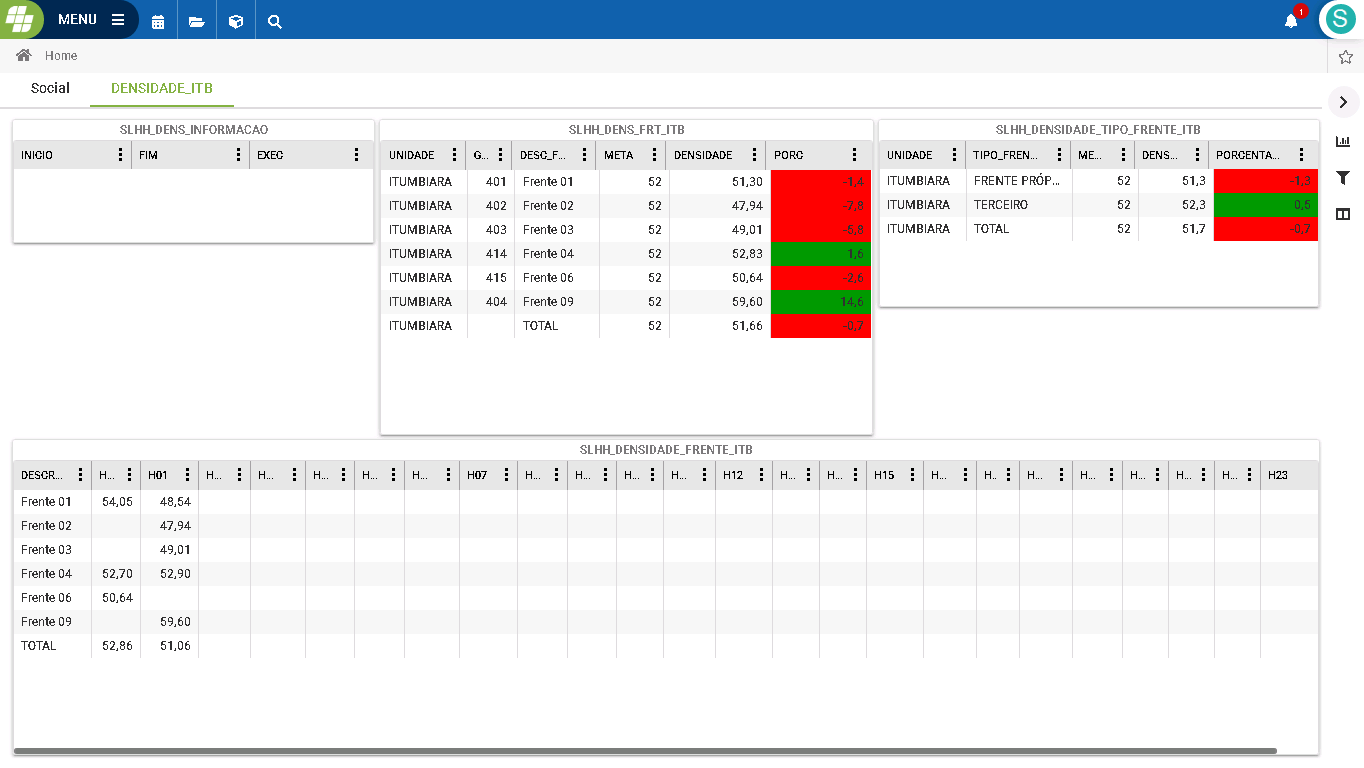 MENU
1
S
Home
Social DENSIDADE_ITB
SLHH_DENS_INFORMACAO
INICIO FIM EXEC
SLHH_DENS_FRT_ITB
UNIDADE G... DESC_F... META DENSIDADE PORC
ITUMBIARA 401 Frente 01 52 51,30 -1,4
ITUMBIARA 402 Frente 02 52 47,94 -7,8
ITUMBIARA 403 Frente 03 52 49,01 -5,8
ITUMBIARA 414 Frente 04 52 52,83 1,6
ITUMBIARA 415 Frente 06 52 50,64 -2,6
ITUMBIARA 404 Frente 09 52 59,60 14,6
ITUMBIARA TOTAL 52 51,66 -0,7
SLHH_DENSIDADE_TIPO_FRENTE_ITB
UNIDADE TIPO_FREN... ME... DENS... PORCENTA...
ITUMBIARA FRENTE PRÓP... 52 51,3 -1,3
ITUMBIARA TERCEIRO 52 52,3 0,5
ITUMBIARA TOTAL 52 51,7 -0,7
SLHH_DENSIDADE_FRENTE_ITB
DESCR... H... H01 H... H... H... H... H... H07 H... H... H... H... H12 H... H... H15 H... H... H... H... H... H... H... H23
Frente 01 54,05 48,54
Frente 02 47,94
Frente 03 49,01
Frente 04 52,70 52,90
Frente 06 50,64
Frente 09 59,60
TOTAL 52,86 51,06